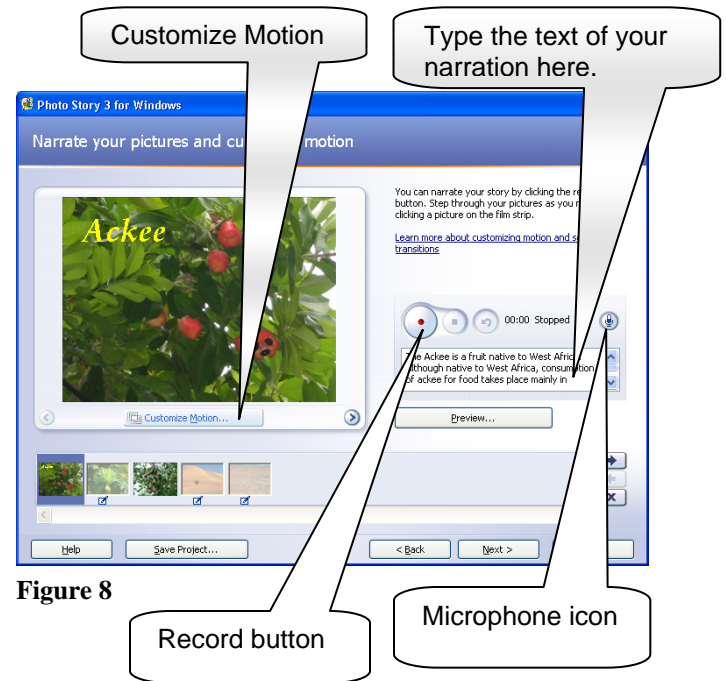 Customize Motion
Type the text of your
narration here.
Photo Story 3 for Windows
Narrate your pictures and cu motion
You can narrate your story by clicking the re
button. Step through your pictures as you
clicking a picture on the film strip.
Learn more about customizing motion and
transitions
Ackee
00:00 Stopped
The Ackee is a fruit native to West Afric
although native to West Africa, consumption
of ackee for food takes place mainly in
Customize Motion...
Preview...
Help
Save Project...
< Back
Next >
Figure 8
Record button
Microphone icon